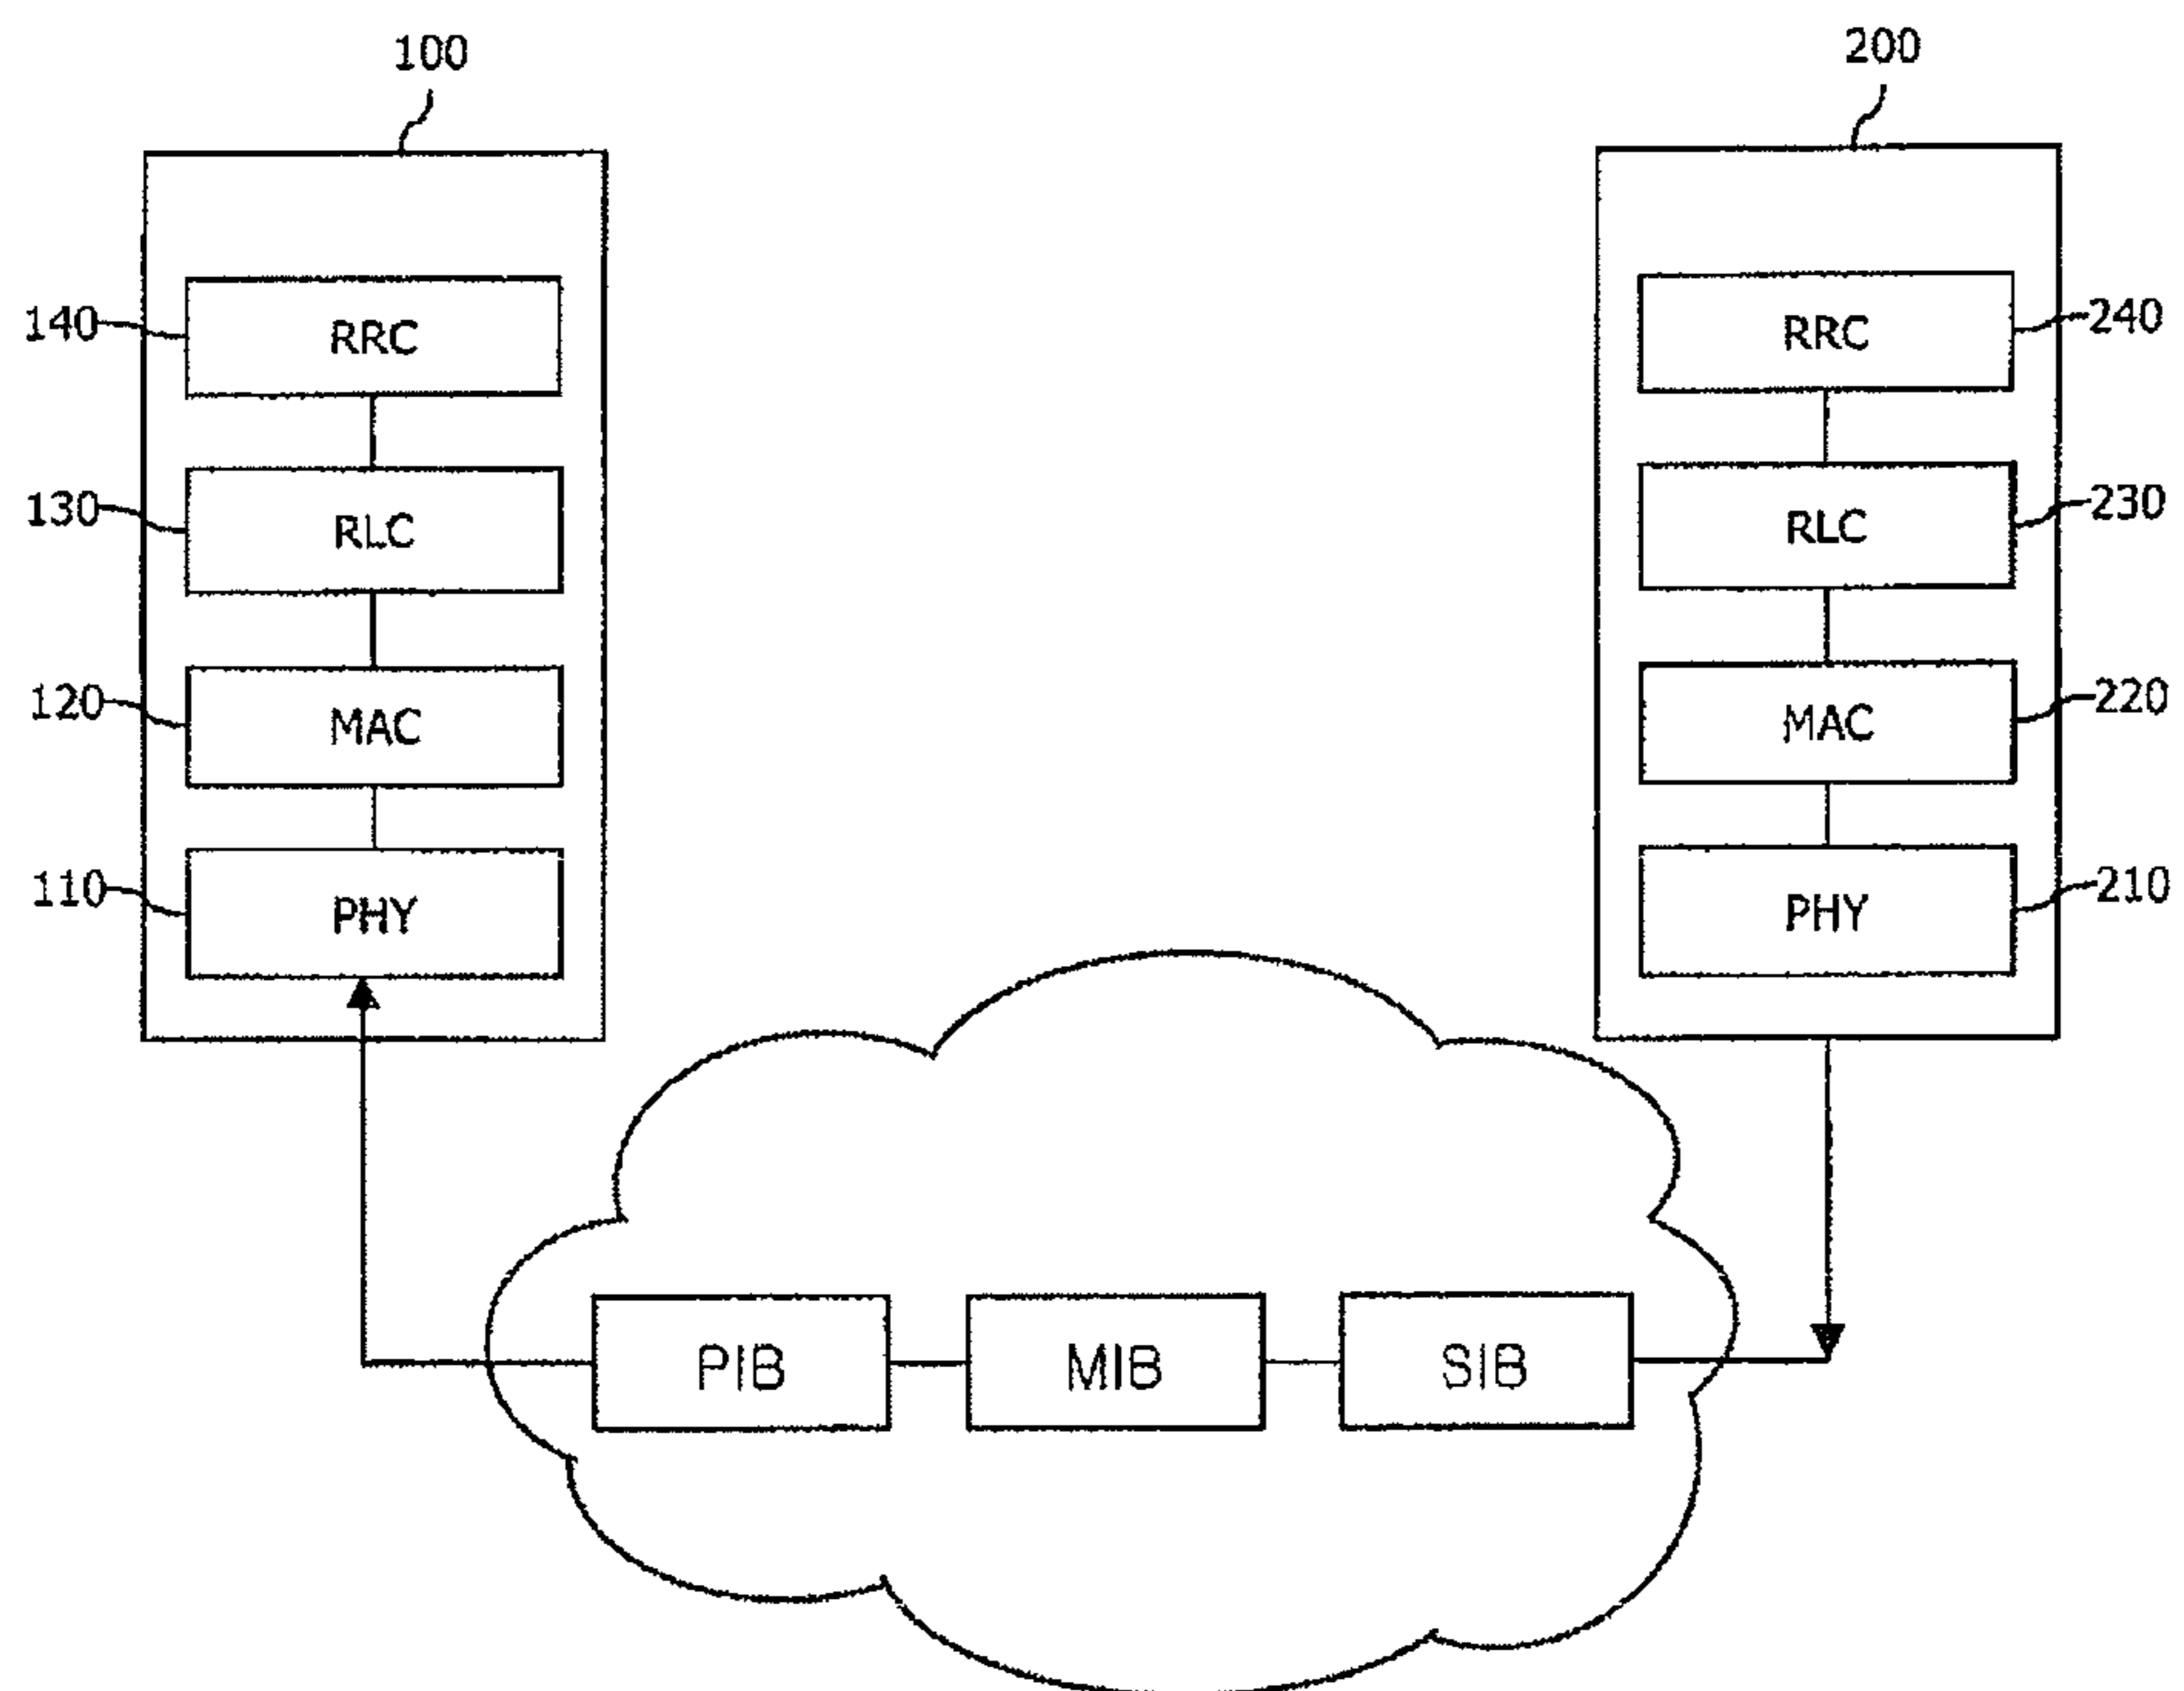 100 200
140 RRC RRC 240
130 RLC RLC 230
120 MAC MAC 220
110 PHY PHY 210
PIB MIB SIB